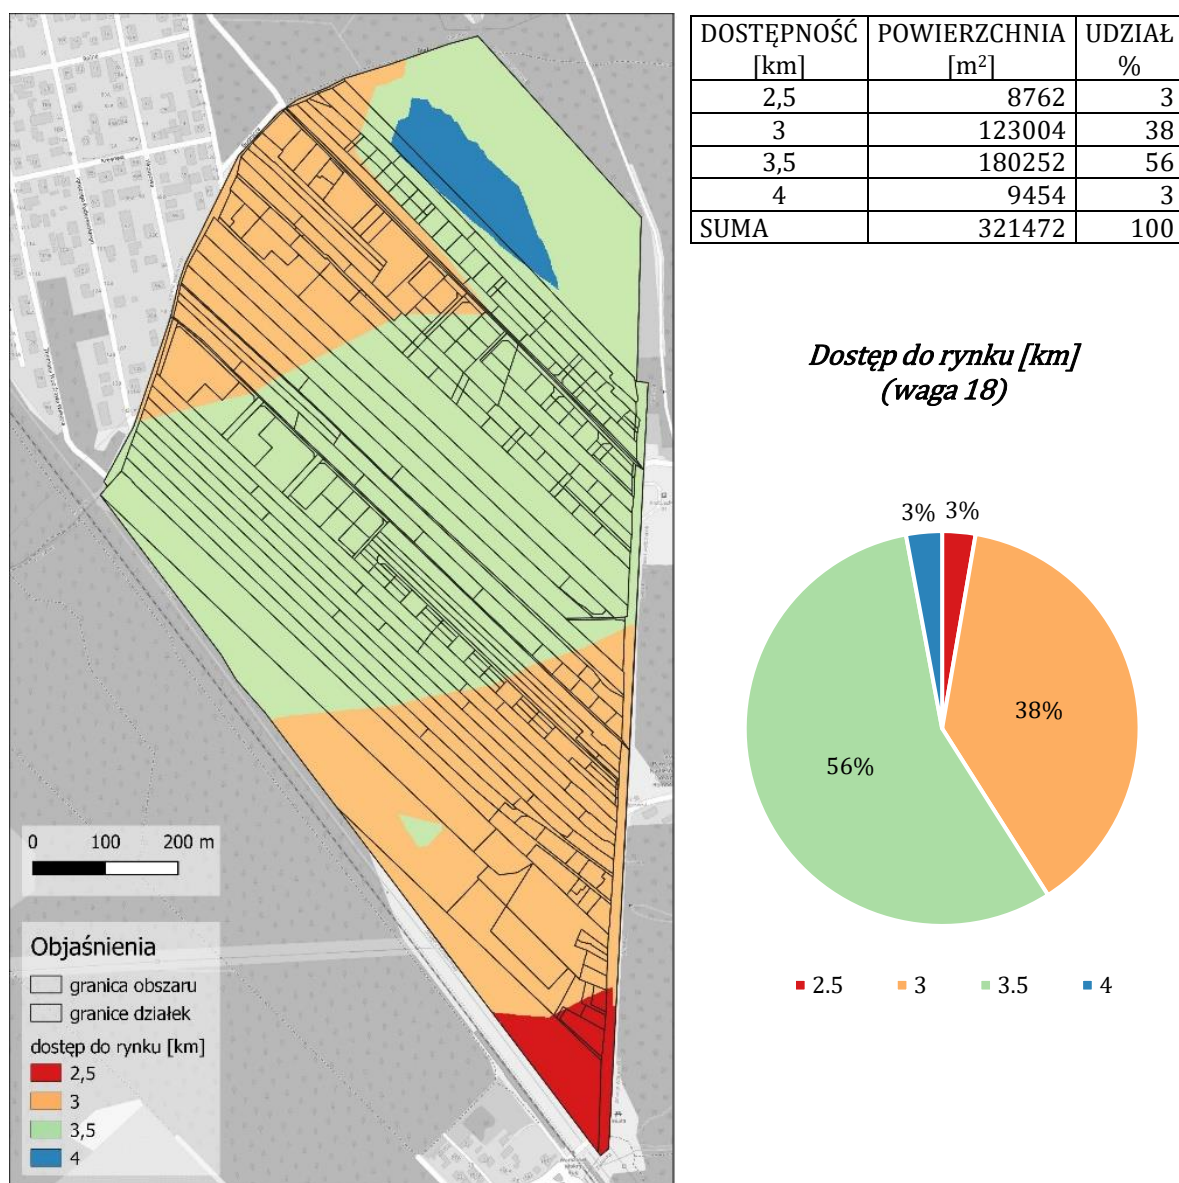 DOSTĘPNOŚĆ POWIERZCHNIA UDZIAŁ
[km] [m²] %
2,5 8762 3
3 123004 38
3,5 180252 56
4 9454 3
SUMA 321472 100
Dostęp do rynku [km]
(waga 18)
3% 3%
38%
56%
2.5 3 3.5 4
0 100 200 m
Objaśnienia
granica obszaru
granice działek
dostęp do rynku [km]
2,5
3
3,5
4